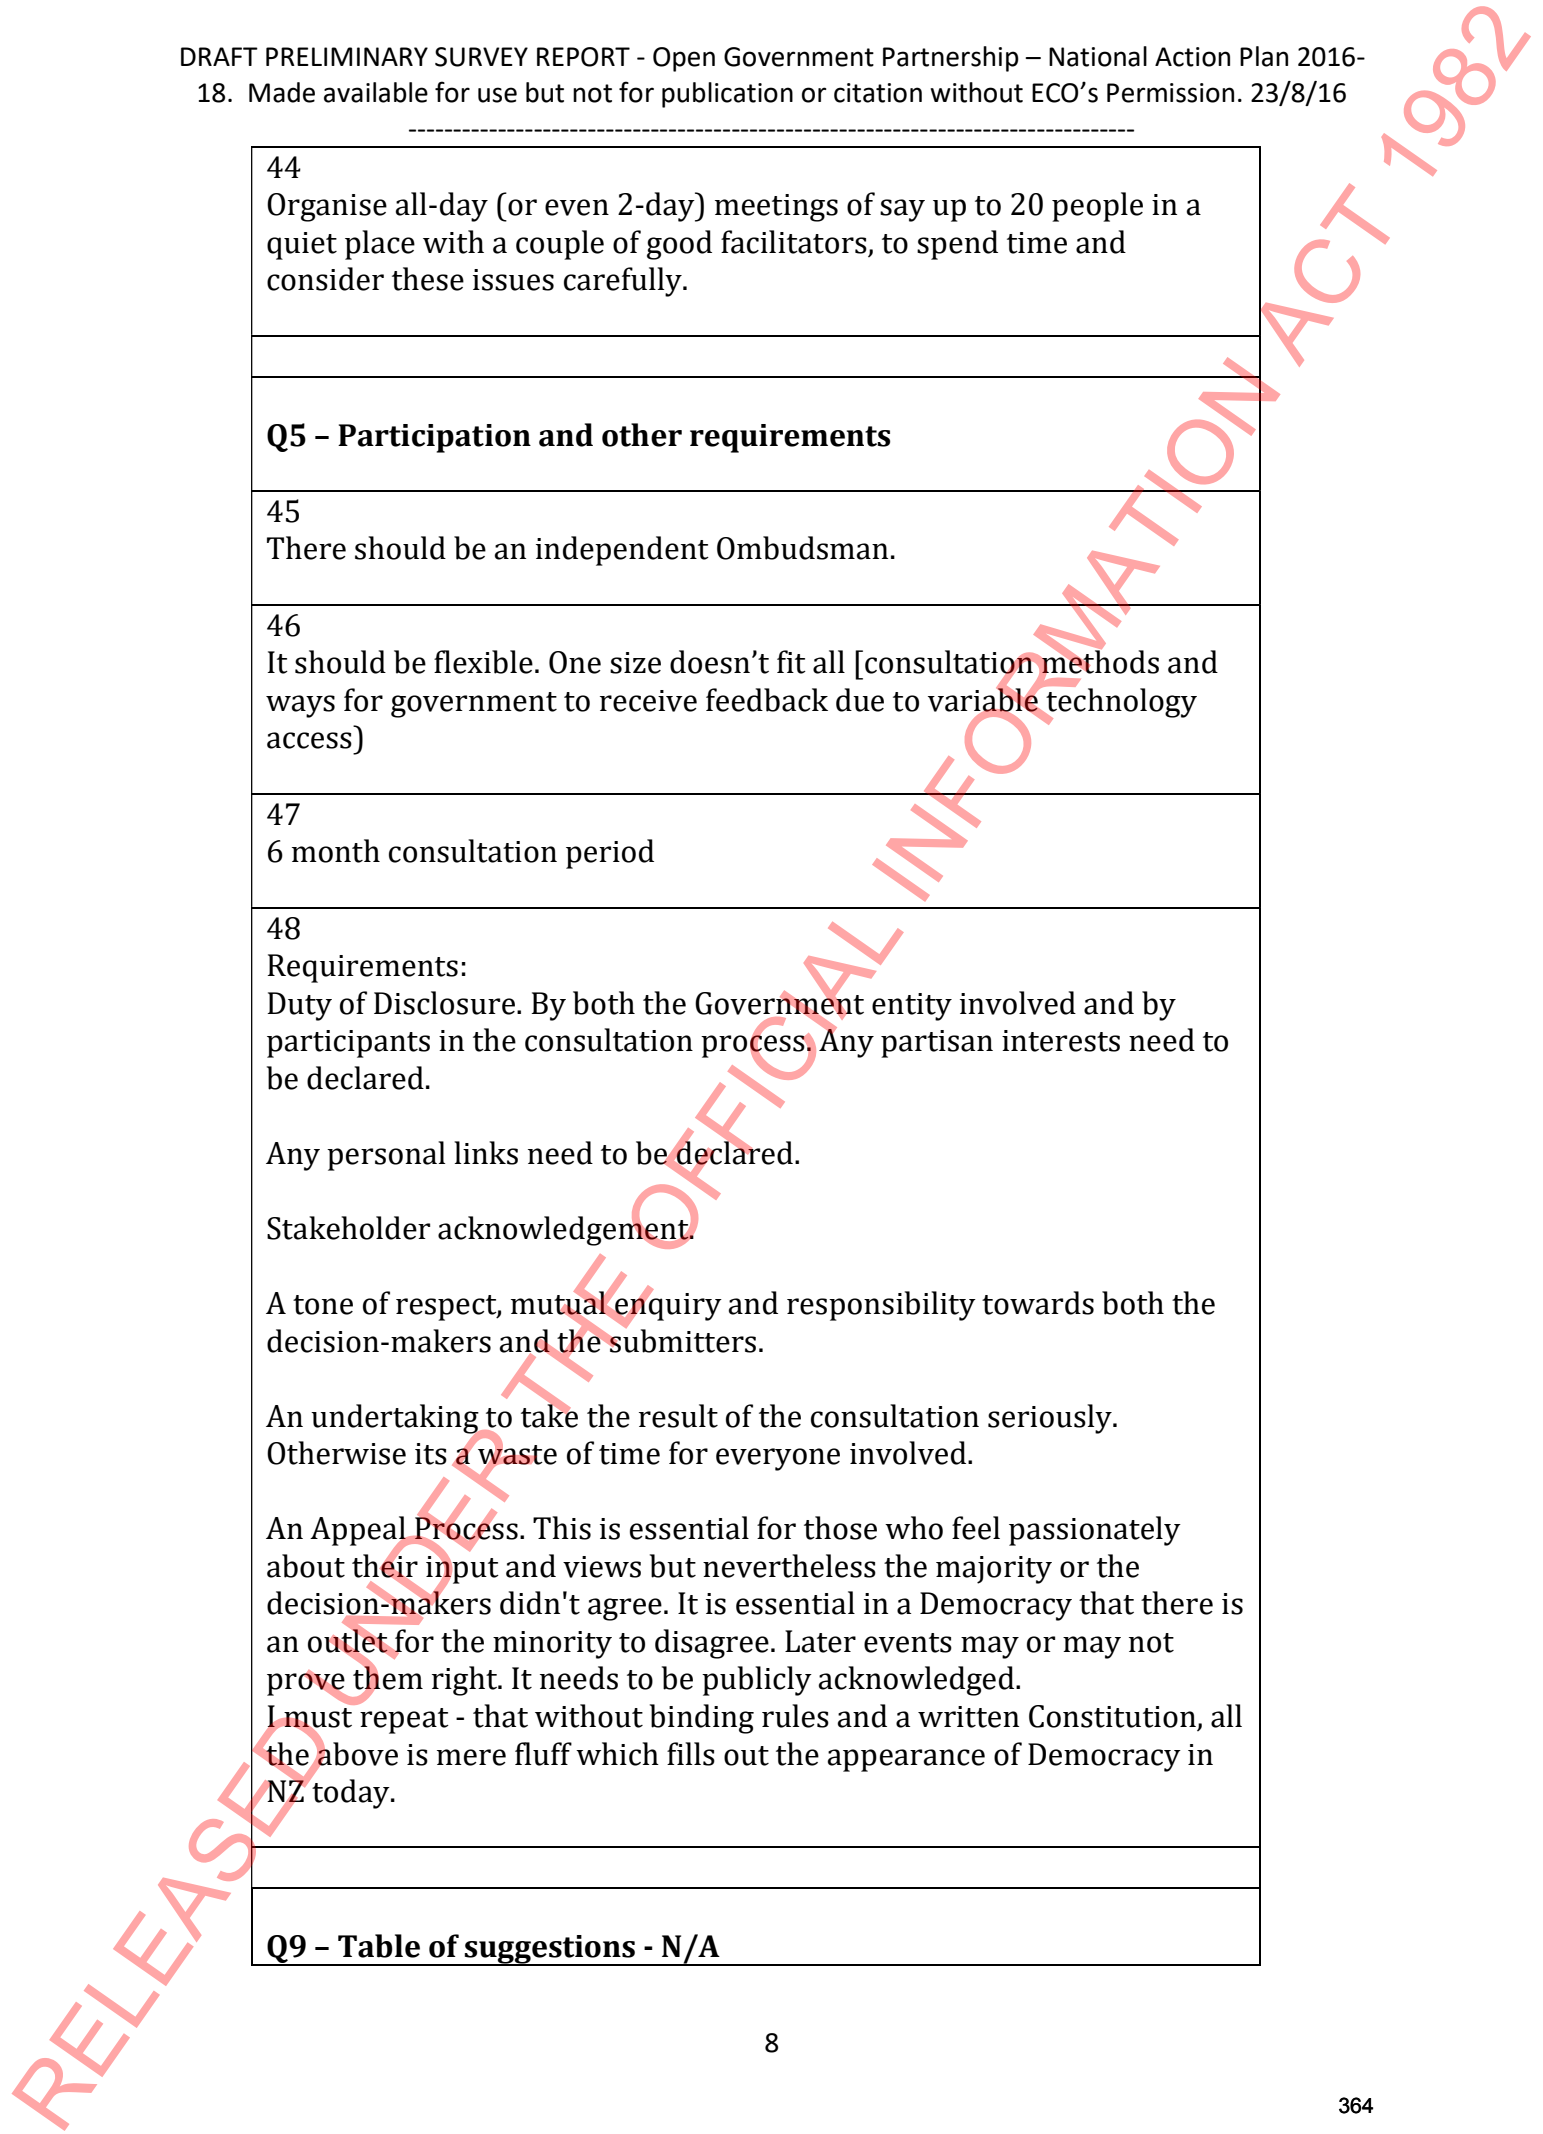 DRAFT PRELIMINARY SURVEY REPORT - Open Government Partnership – National Action Plan 2016-
18.  Made available for use but not for publication or citation without ECO’s Permission. 23/8/16
---------------------------------------------------------------------------------
44
Organise all-day (or even 2-day) meetings of say up to 20 people in a
quiet place with a couple of good facilitators, to spend time and
consider these issues carefully.
Q5 – Participation and other requirements
45
There should be an independent Ombudsman.
46
It should be flexible. One size doesn’t fit all [consultation methods and
ways for government to receive feedback due to variable technology
access)
47
6 month consultation period
48
Requirements:
Duty of Disclosure. By both the Government entity involved and by
participants in the consultation process. Any partisan interests need to
be declared.
Any personal links need to be declared.
Stakeholder acknowledgement.
A tone of respect, mutual enquiry and responsibility towards both the
decision-makers and the submitters.
An undertaking to take the result of the consultation seriously.
Otherwise its a waste of time for everyone involved.
An Appeal Process. This is essential for those who feel passionately
about their input and views but nevertheless the majority or the
decision-makers didn't agree. It is essential in a Democracy that there is
an outlet for the minority to disagree. Later events may or may not
prove them right. It needs to be publicly acknowledged.
I must repeat - that without binding rules and a written Constitution, all
the above is mere fluff which fills out the appearance of Democracy in
NZ today.
Q9 – Table of suggestions - N/A
8
364
RELEASED UNDER THE OFFICIAL INFORMATION ACT 1982